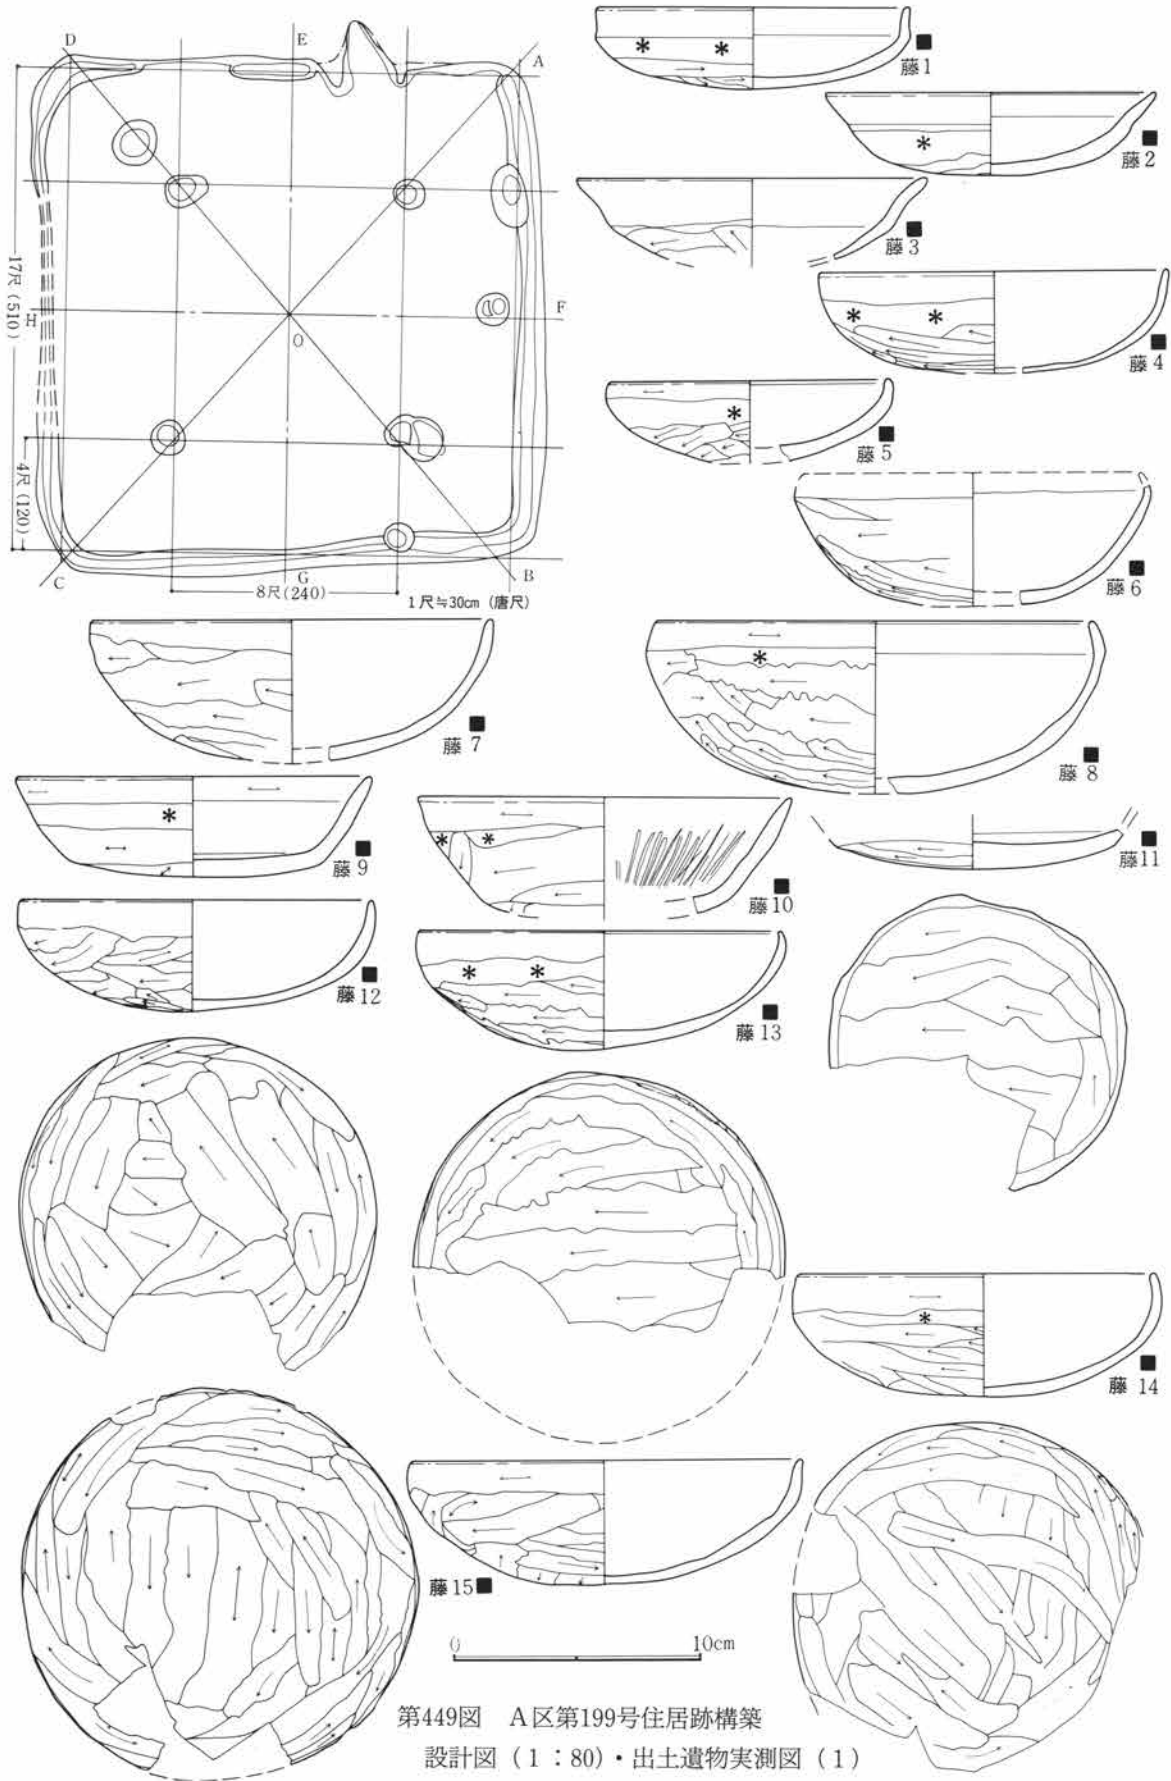 D
E
A
H
F
O
C
G
B
17尺(510)
4尺(120)
8尺(240)
1尺≒30cm (唐尺)
* *
藤1
*
藤2
藤3
* *
藤4
*
藤5
藤6
藤7
*
藤8
*
藤9
* *
藤10
藤11
藤12
* *
藤13
*
藤14
藤15
0 10cm
第449図 A区第199号住居跡構築
設計図(1:80)・出土遺物実測図(1)